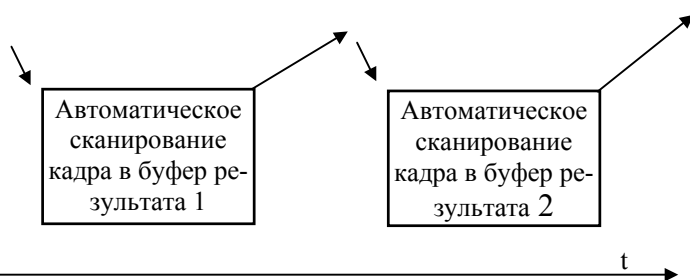 Автоматическое
сканирование
кадра в буфер ре-
зультата 1
Автоматическое
сканирование
кадра в буфер ре-
зультата 2
t